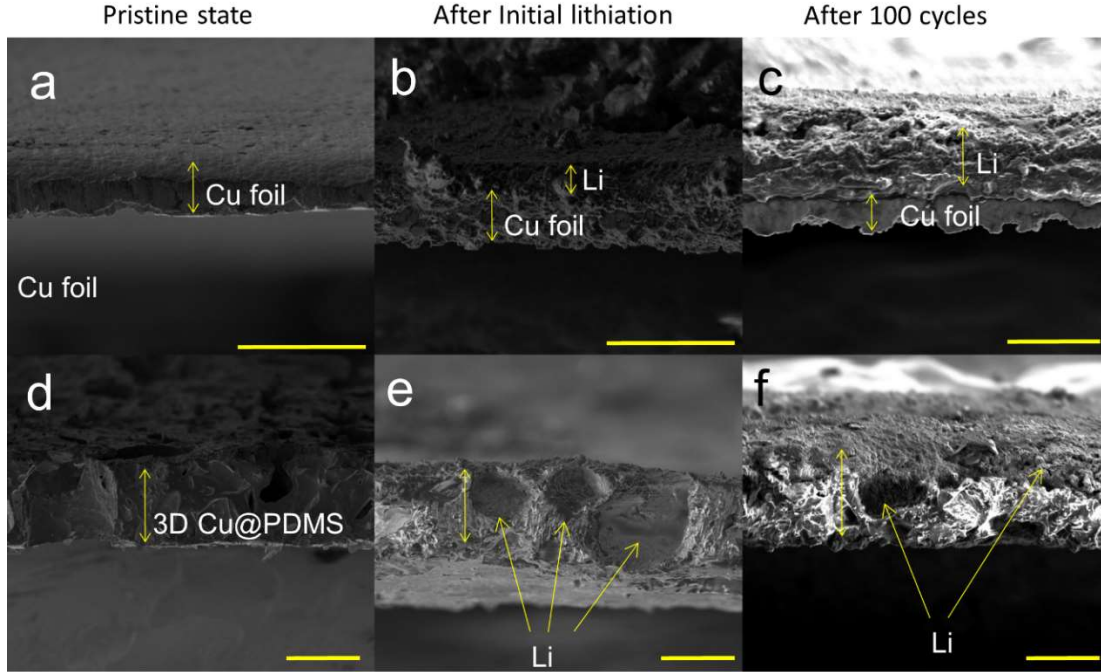 Pristine state
After Initial lithiation
After 100 cycles
a
Cu foil
Cu foil
b
Li
Cu foil
c
Li
Cu foil
d
3D Cu@PDMS
e
Li
f
Li